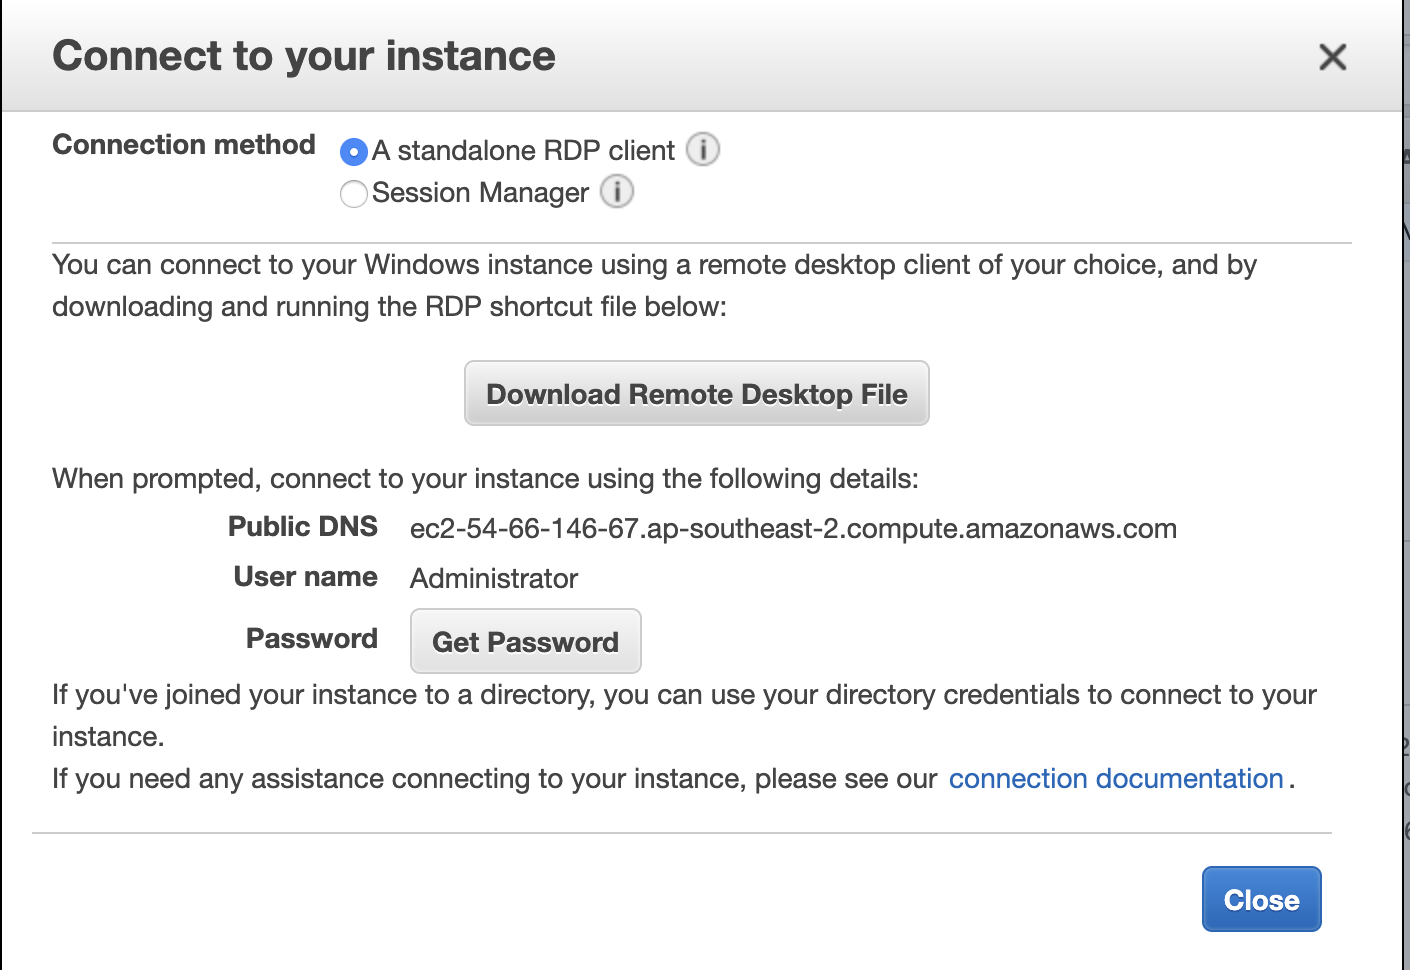 Connect to your instance
Connection method
A standalone RDP client
Session Manager
You can connect to your Windows instance using a remote desktop client of your choice, and by
downloading and running the RDP shortcut file below:
Download Remote Desktop File
When prompted, connect to your instance using the following details:
Public DNS ec2-54-66-146-67.ap-southeast-2.compute.amazonaws.com
User name Administrator
Password Get Password
If you've joined your instance to a directory, you can use your directory credentials to connect to your
instance.
If you need any assistance connecting to your instance, please see our connection documentation.
Close